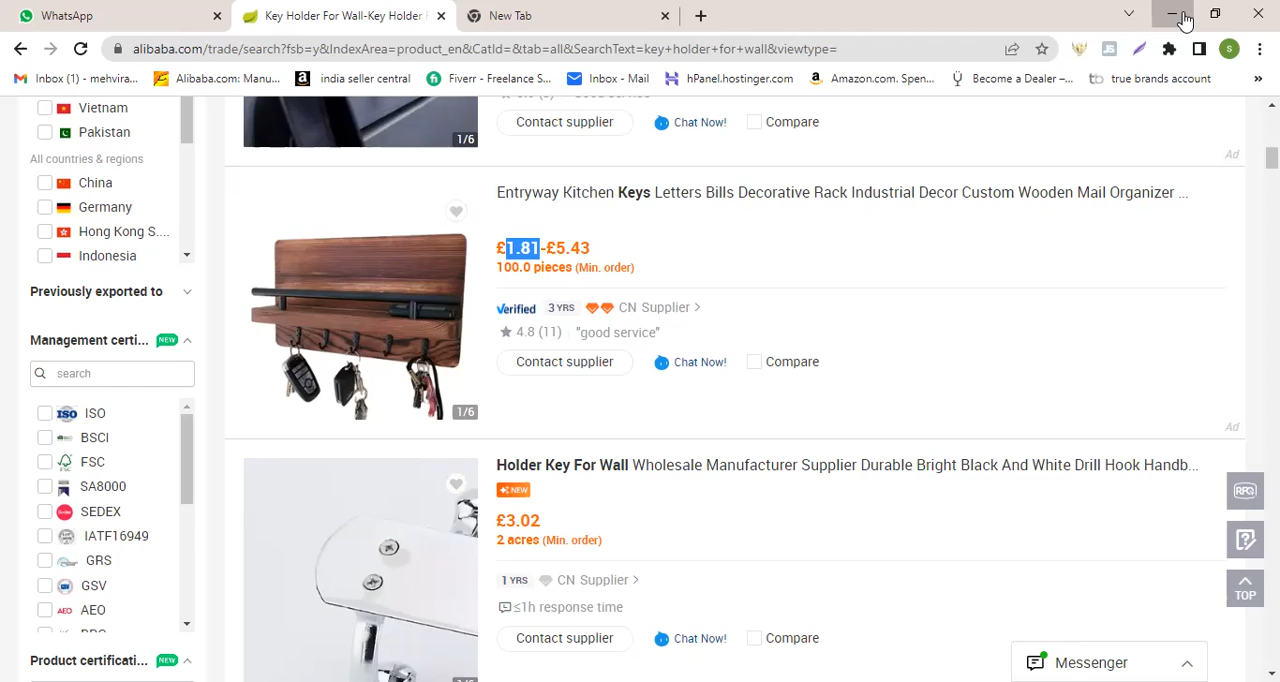 WhatsApp
Key Holder For Wall-Key Holder F
New Tab
alibaba.com/trade/search?fsb=y&IndexArea=product_en&CatId=&tab=all&SearchText=key+holder+for+wall&viewtype=
S
Inbox (1) - mehvira...
Alibaba.com: Manu...
india seller central
Fiverr - Freelance S...
Inbox - Mail
hPanel.hostinger.com
Amazon.com. Spen...
Become a Dealer –...
true brands account
Vietnam
Pakistan
All countries & regions
China
Germany
Hong Kong S....
Indonesia
Previously exported to
Management certi...
NEW
search
ISO
BSCI
FSC
SA8000
SEDEX
IATF16949
GRS
GSV
AEO
Product certificati...
NEW
1/6
Contact supplier
Chat Now!
Compare
Ad
Entryway Kitchen Keys Letters Bills Decorative Rack Industrial Decor Custom Wooden Mail Organizer ...
£1.81-£5.43
100.0 pieces (Min. order)
Verified
3 YRS
CN Supplier >
4.8 (11)
"good service"
Contact supplier
Chat Now!
Compare
1/6
Ad
Holder Key For Wall Wholesale Manufacturer Supplier Durable Bright Black And White Drill Hook Handb...
NEW
£3.02
2 acres (Min. order)
1 YRS
CN Supplier >
≤1h response time
Contact supplier
Chat Now!
Compare
RFQ
TOP
Messenger